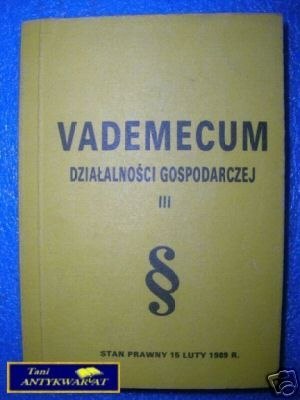 VADEMECUM
DZIAŁALNOŚCI GOSPODARCZEJ
III
§
STAN PRAWNY 15 LUTY 1989 R.
Tani
ANTYKWARIAT